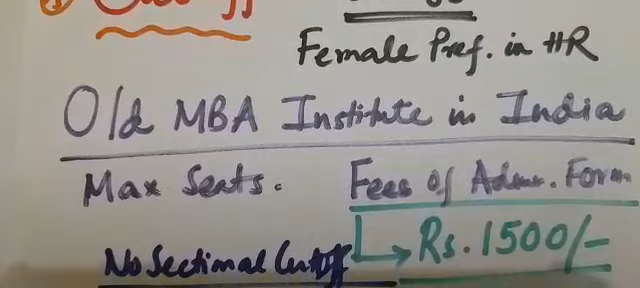 Female Pref. in HR
Old MBA Institute in India
Max Seats. Fees of Admn. Form
No Sectional Cutoff Rs. 1500/-